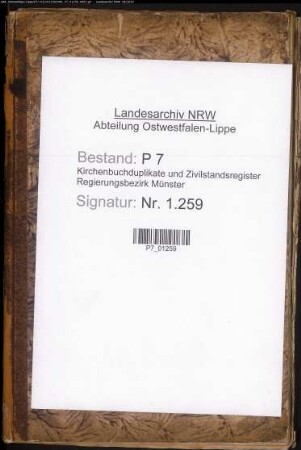 Landesarchiv NRW
Abteilung Ostwestfalen-Lippe
Bestand: P 7
Kirchenbuchduplikate und Zivilstandsregister
Regierungsbezirk Münster
Signatur: Nr. 1.259
P7_01259